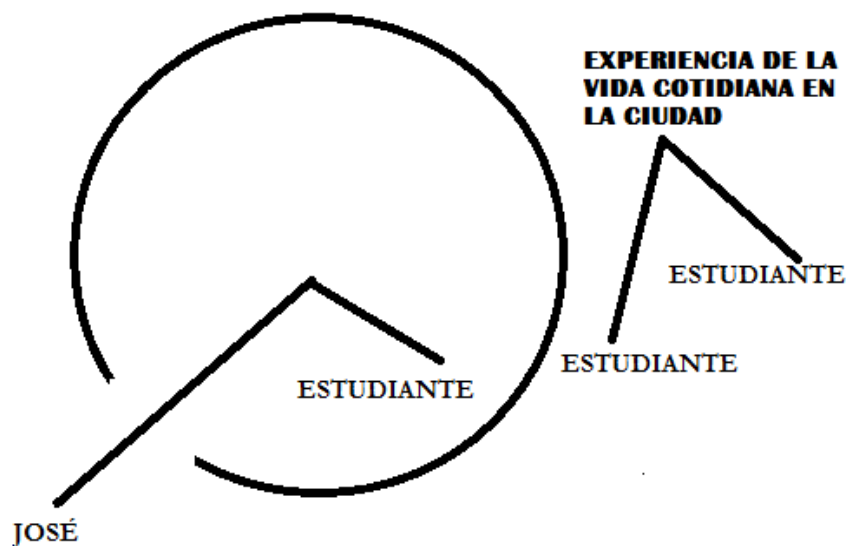 EXPERIENCIA DE LA
VIDA COTIDIANA EN
LA CIUDAD
ESTUDIANTE
ESTUDIANTE
ESTUDIANTE
JOSÉ